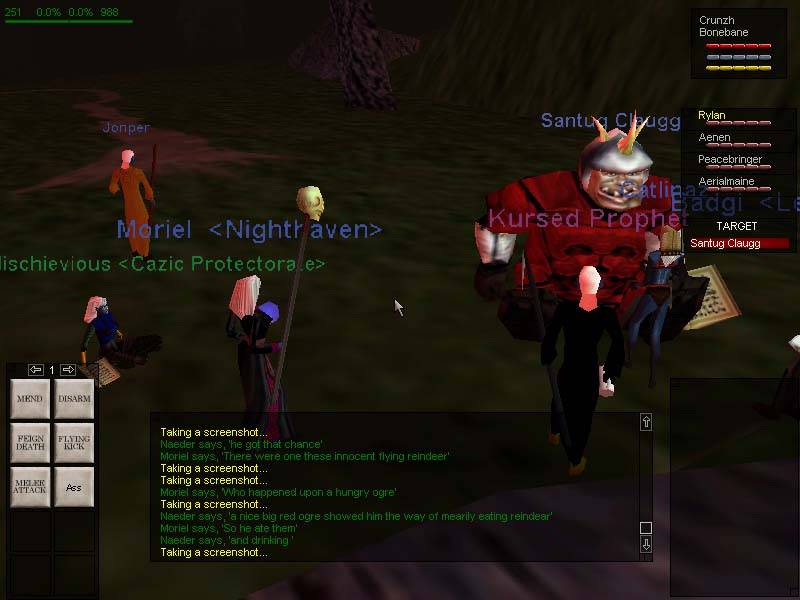 251 0.0% 0.0% 988
Crunzh
Bonebane
Jonper
Santug Claugg
Rylan
Aenen
Peacebringer
Aerialmaine
Moriel <Nighthaven>
Kursed Prophet
TARGET
Santug Claugg
Mischievious <Cazic Protectorate>
1
MEND
DISARM
FEIGN DEATH
FLYING KICK
MELEE ATTACK
Ass
Taking a screenshot...
Naeder says, 'he got that chance'
Moriel says, 'There were one these innocent flying reindeer'
Taking a screenshot...
Taking a screenshot...
Moriel says, 'Who happened upon a hungry ogre'
Taking a screenshot...
Naeder says, 'a nice big red ogre showed him the way of mearily eating reindear'
Moriel says, 'So he ate them'
Naeder says, 'and drinking '
Taking a screenshot...